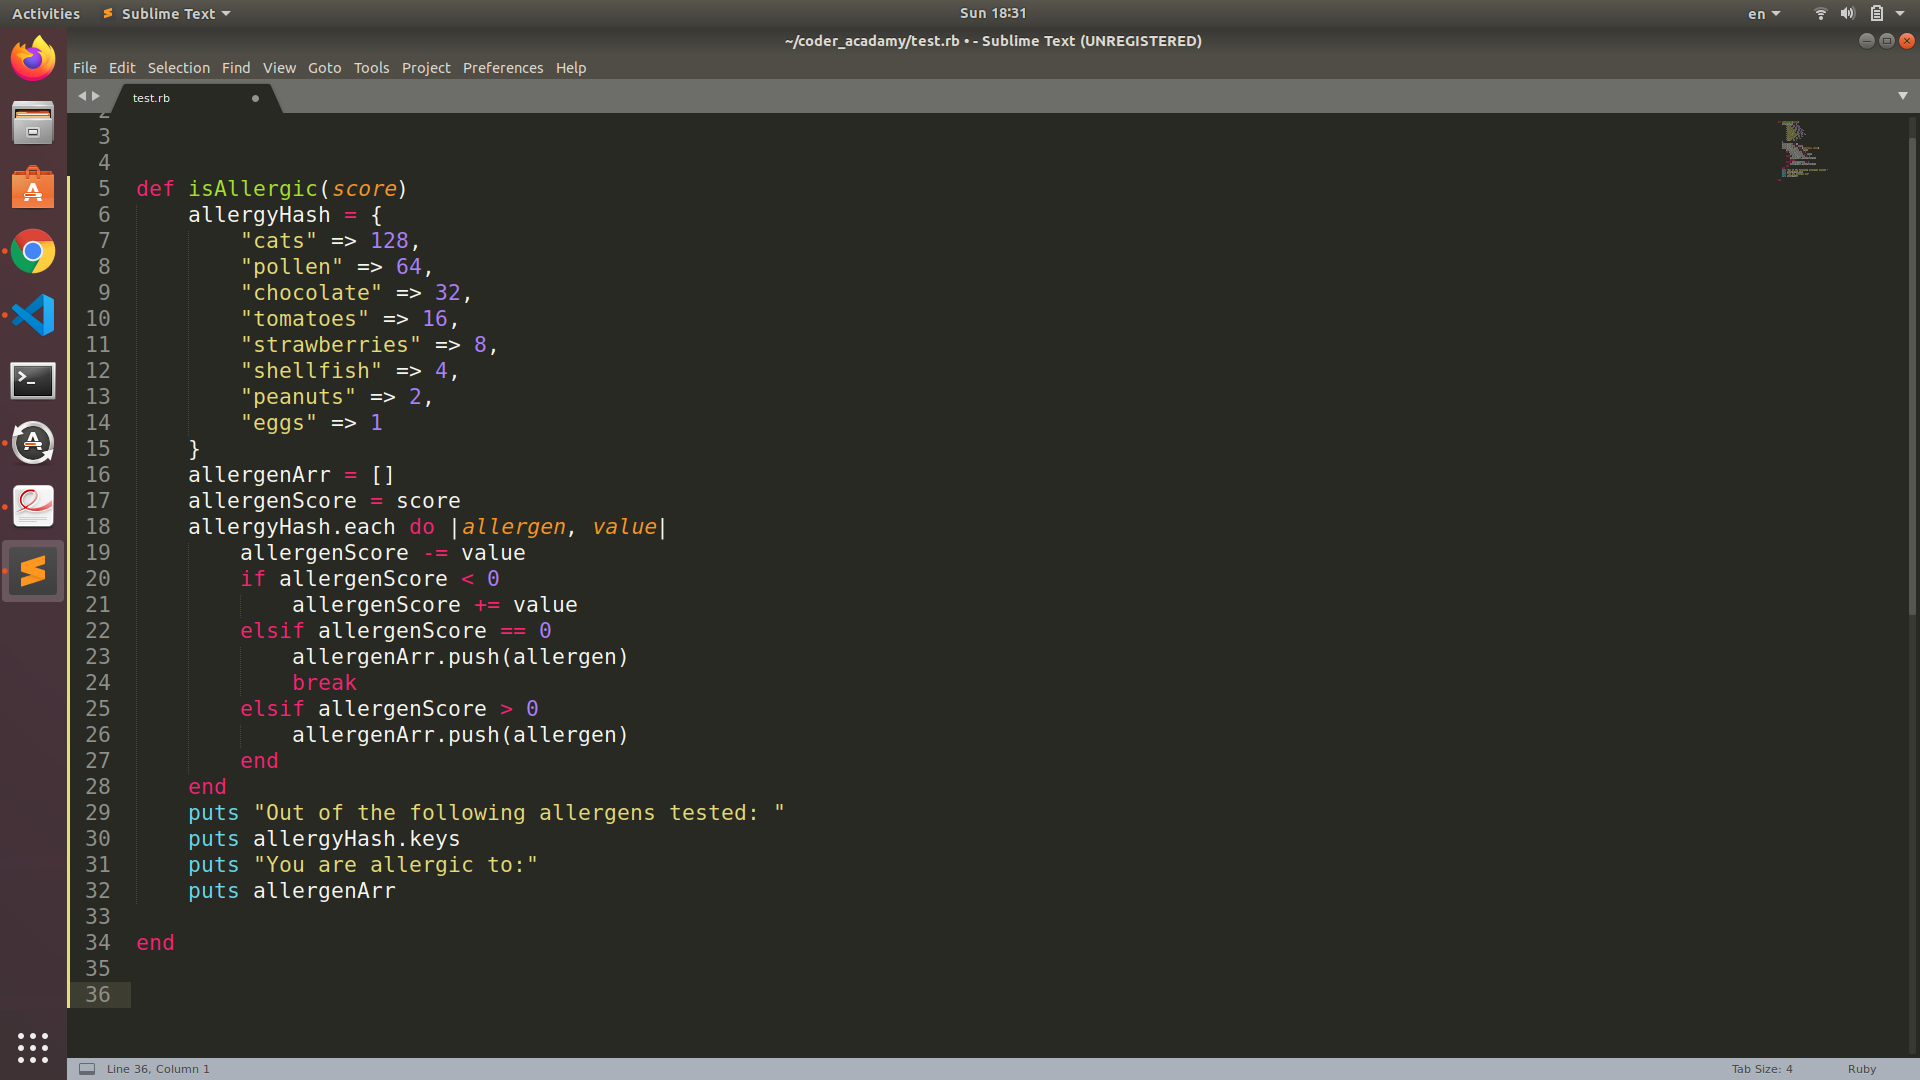 Activities Sublime Text Sun 18:31 en
~/coder_acadamy/test.rb • - Sublime Text (UNREGISTERED)
File Edit Selection Find View Goto Tools Project Preferences Help
test.rb
2
3
4
5 def isAllergic(score)
6 allergyHash = {
7 "cats" => 128,
8 "pollen" => 64,
9 "chocolate" => 32,
10 "tomatoes" => 16,
11 "strawberries" => 8,
12 "shellfish" => 4,
13 "peanuts" => 2,
14 "eggs" => 1
15 }
16 allergenArr = []
17 allergenScore = score
18 allergyHash.each do |allergen, value|
19 allergenScore -= value
20 if allergenScore < 0
21 allergenScore += value
22 elsif allergenScore == 0
23 allergenArr.push(allergen)
24 break
25 elsif allergenScore > 0
26 allergenArr.push(allergen)
27 end
28 end
29 puts "Out of the following allergens tested: "
30 puts allergyHash.keys
31 puts "You are allergic to:"
32 puts allergenArr
33
34 end
35
36
Line 36, Column 1 Tab Size: 4 Ruby